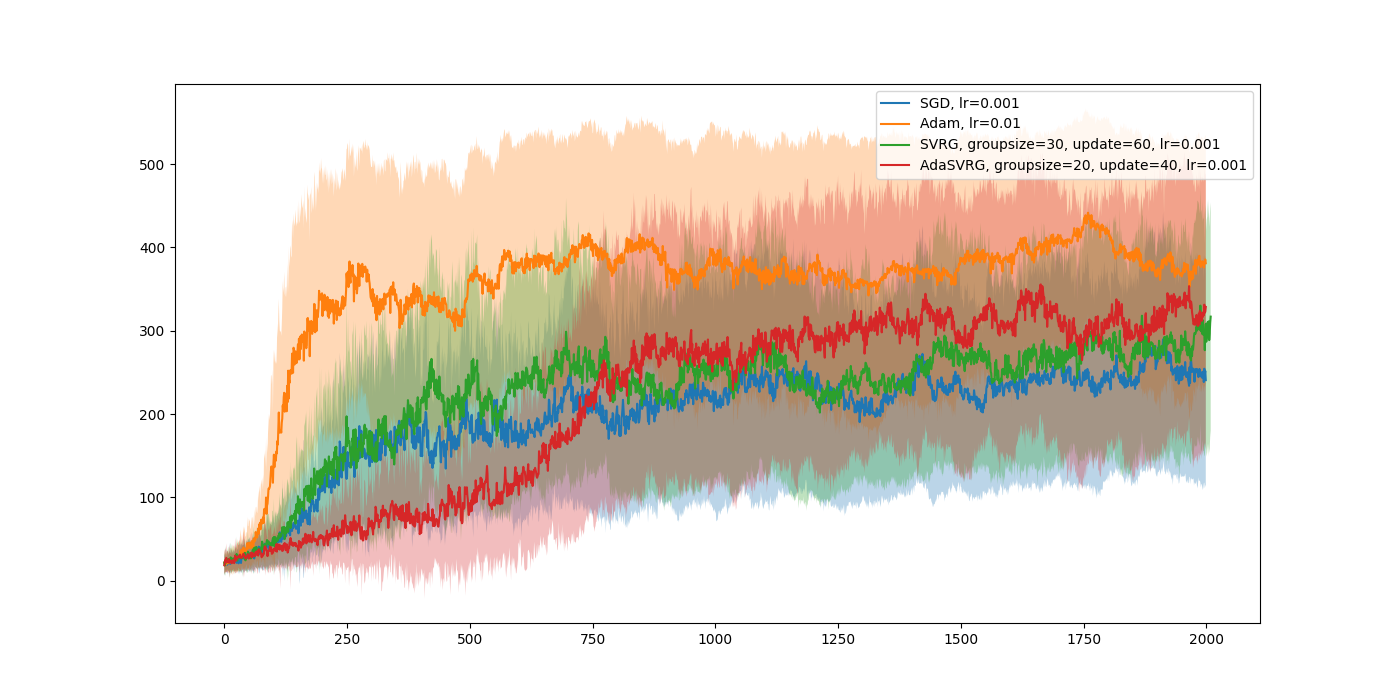 SGD, lr=0.001
Adam, lr=0.01
SVRG, groupsize=30, update=60, lr=0.001
AdaSVRG, groupsize=20, update=40, lr=0.001
500
400
300
200
100
0
0 250 500 750 1000 1250 1500 1750 2000